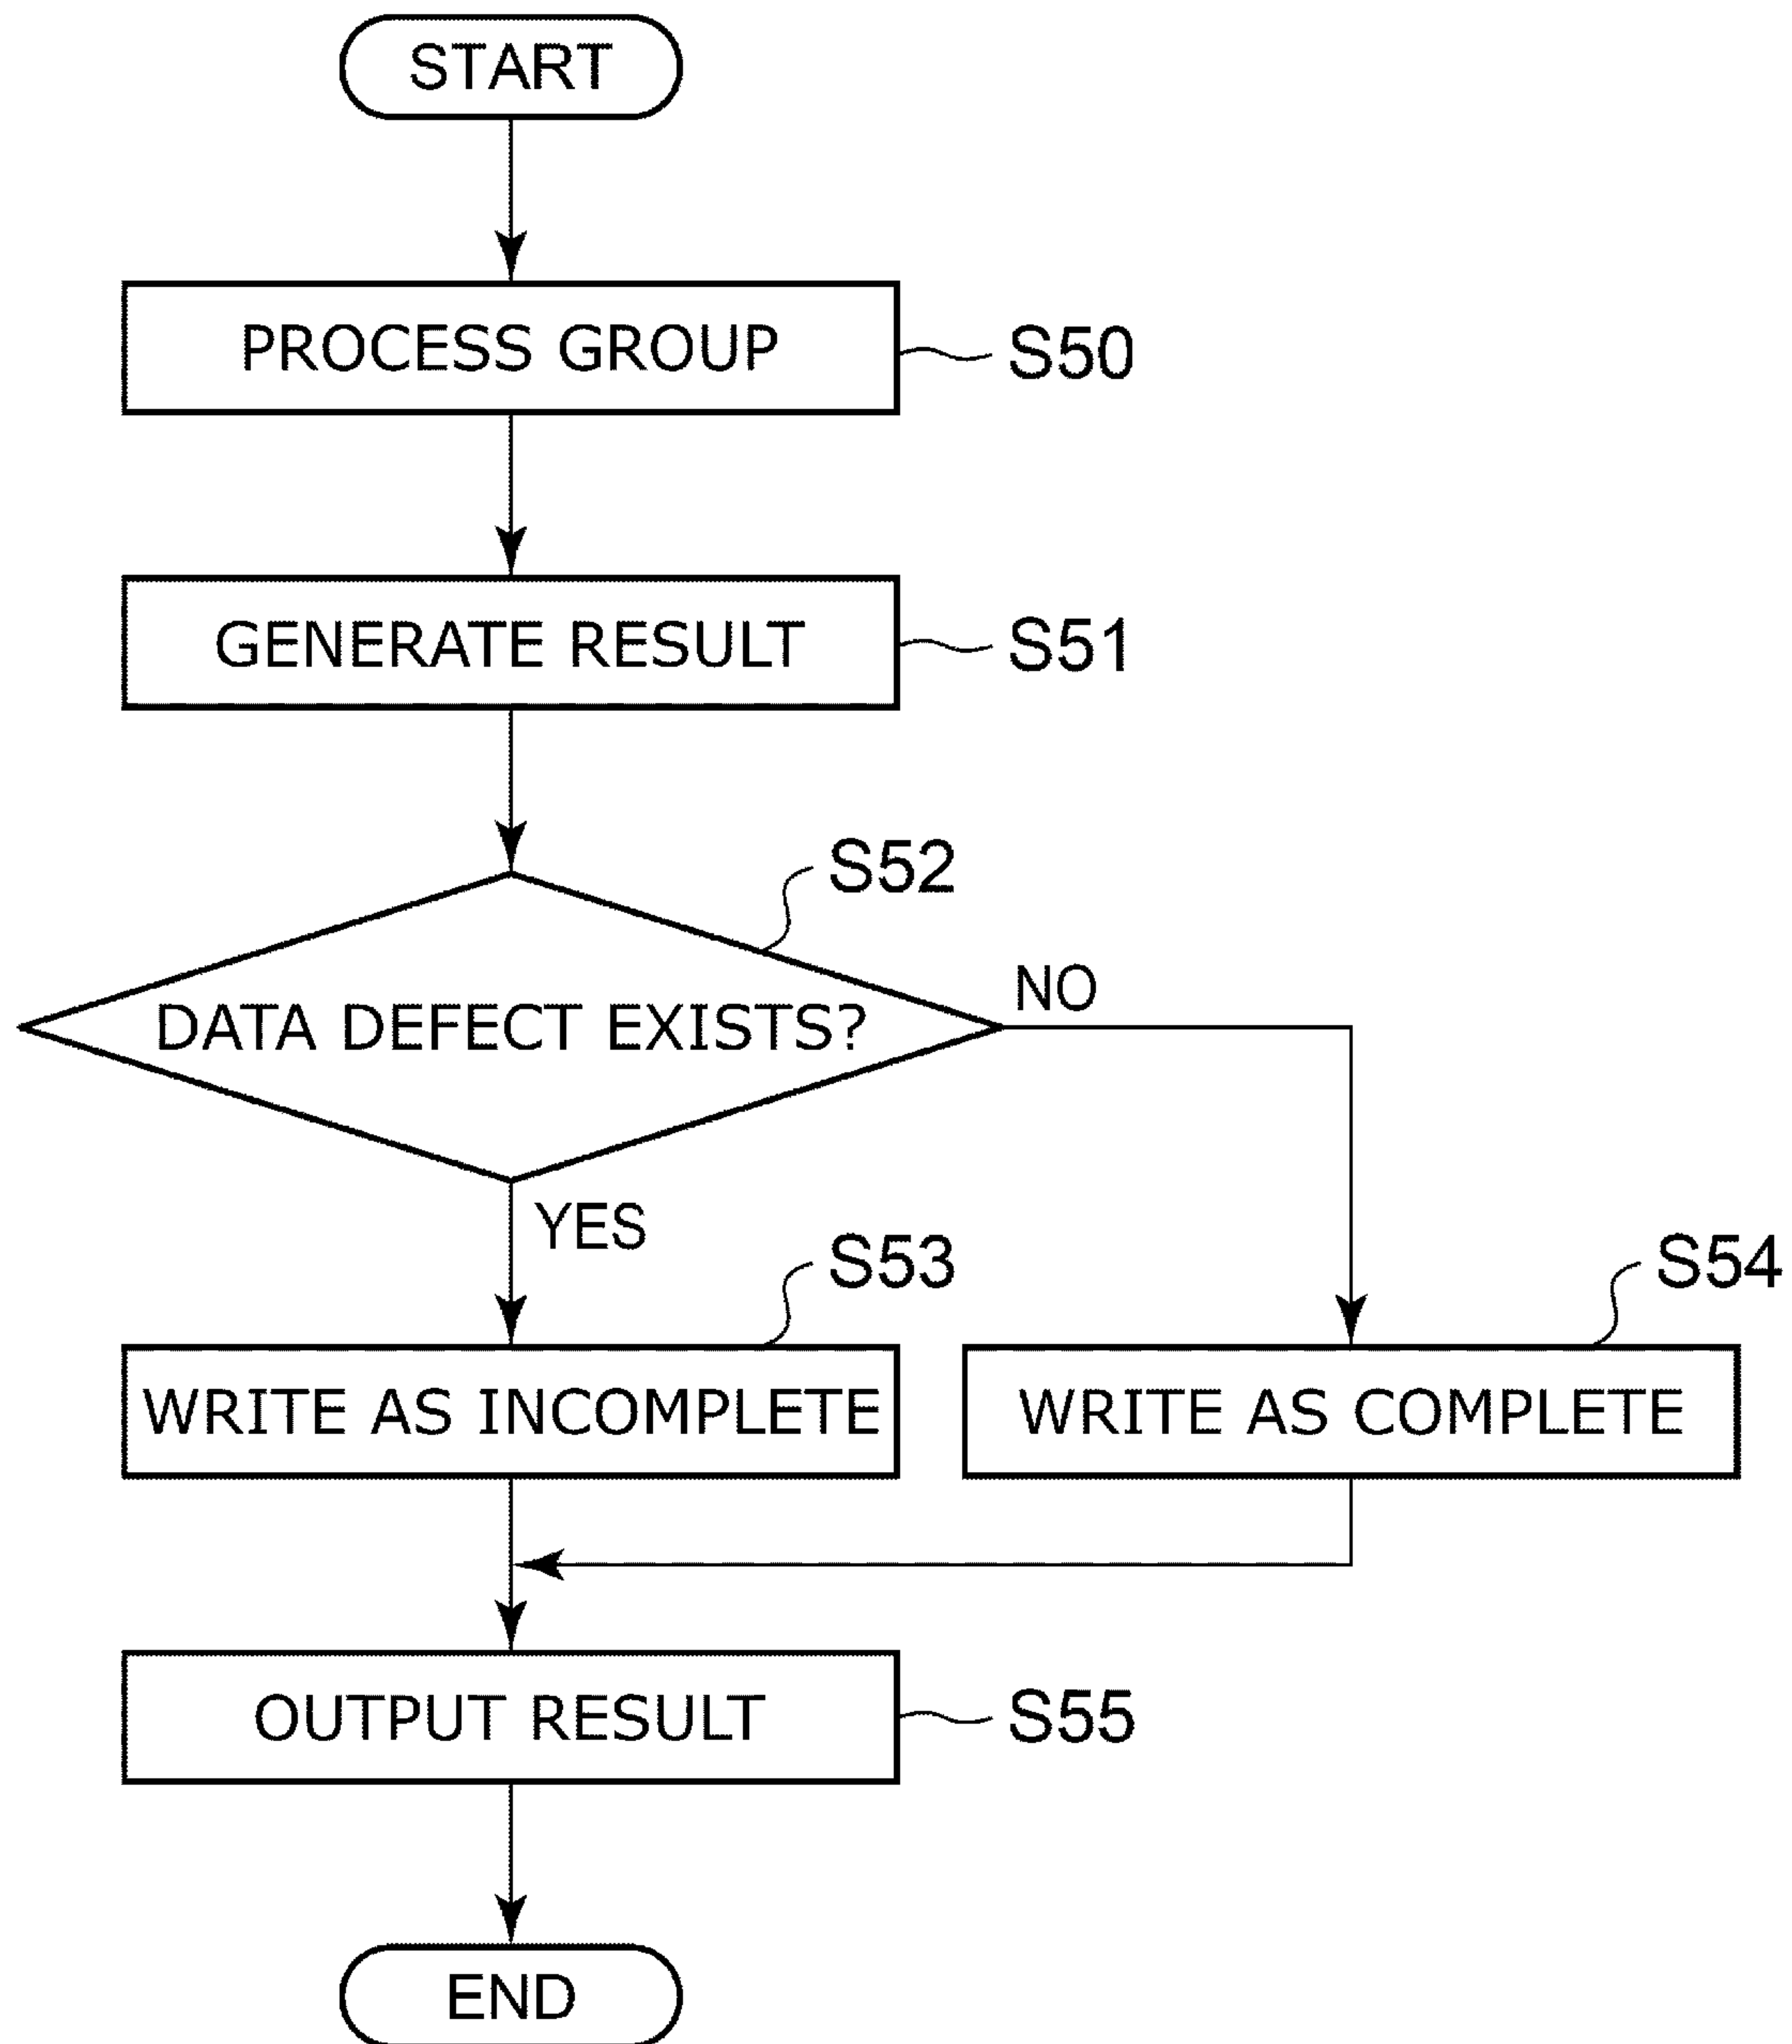 START
PROCESS GROUP
S50
GENERATE RESULT
S51
S52
DATA DEFECT EXISTS?
NO
YES
S53
S54
WRITE AS INCOMPLETE
WRITE AS COMPLETE
OUTPUT RESULT
S55
END